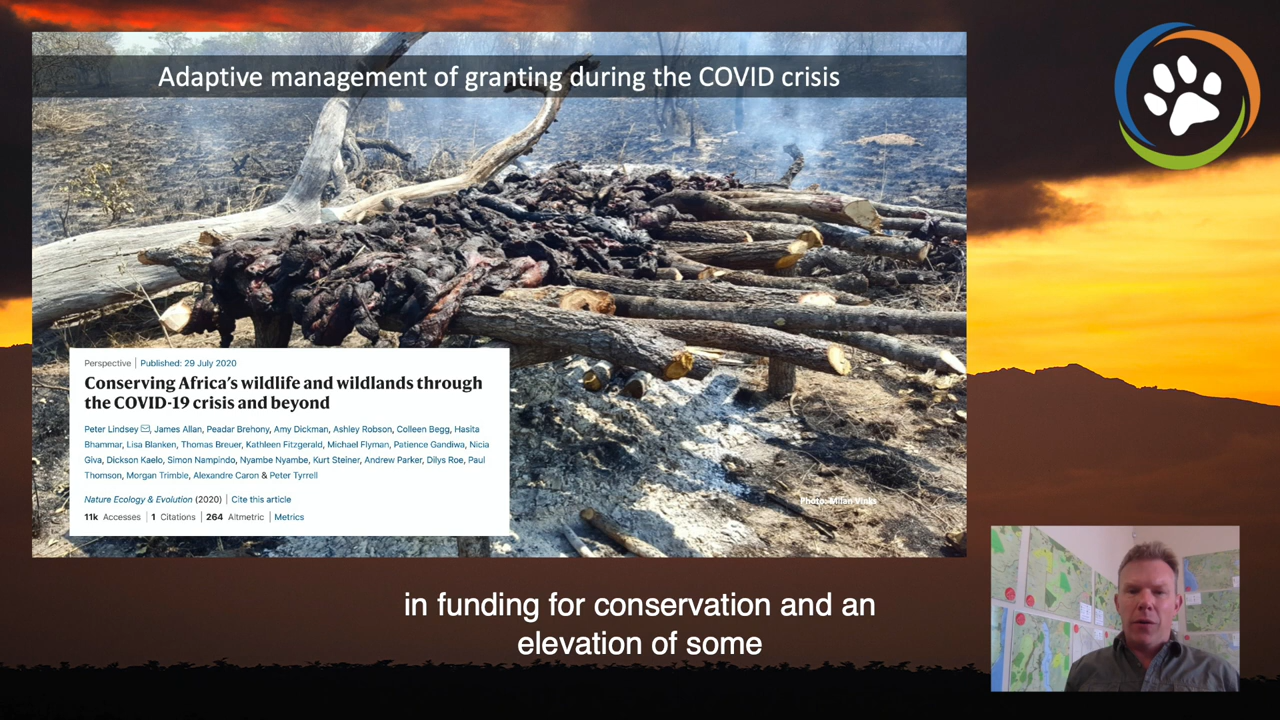 Adaptive management of granting during the COVID crisis
Perspective | Published: 29 July 2020
Conserving Africa's wildlife and wildlands through
the COVID-19 crisis and beyond
Peter Lindsey, James Allan, Peadar Brehony, Amy Dickman, Ashley Robson, Colleen Begg, Hasita
Bhammar, Lisa Blanken, Thomas Breuer, Kathleen Fitzgerald, Michael Flyman, Patience Gandiwa, Nicia
Giva, Dickson Kaelo, Simon Nampindo, Nyambe Nyambe, Kurt Steiner, Andrew Parker, Dilys Roe, Paul
Thomson, Morgan Trimble, Alexandre Caron & Peter Tyrrell
Nature Ecology & Evolution (2020) | Cite this article
11k Accesses | 1 Citations | 264 Altmetric | Metrics
Photo: Milan Vinks
in funding for conservation and an
elevation of some